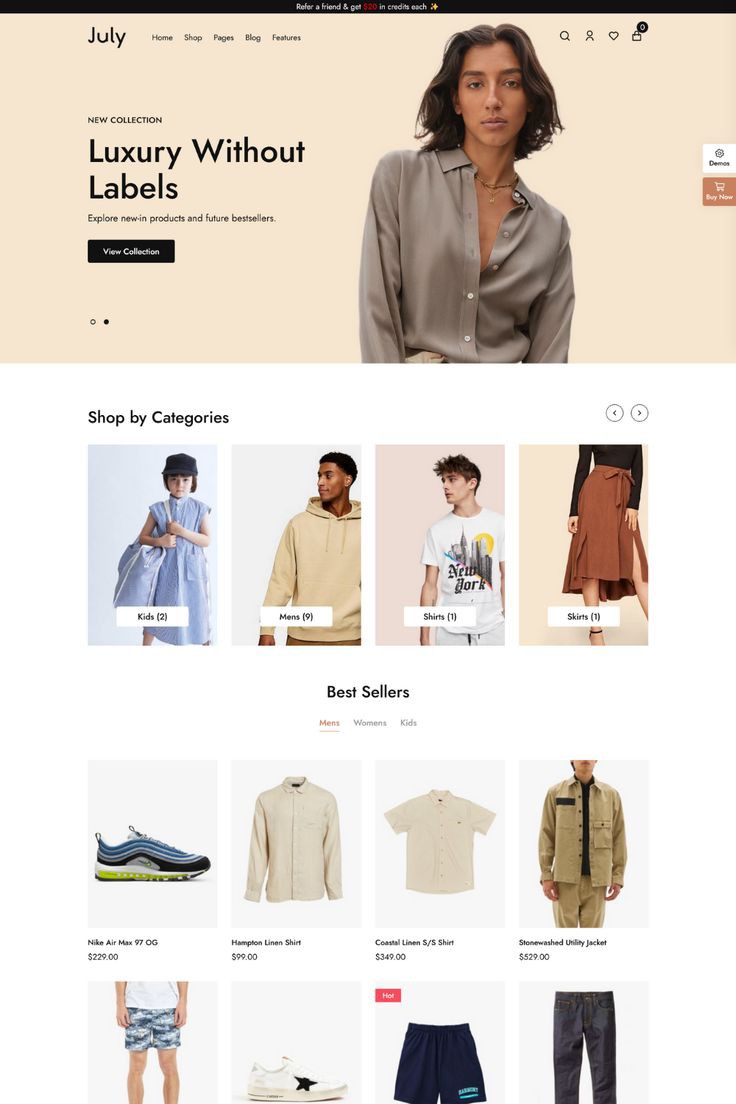 Refer a friend & get $20 in credits each ✨
July
Home Shop Pages Blog Features
0
NEW COLLECTION
Luxury Without
Labels
Explore new-in products and future bestsellers.
View Collection
Demos
Buy Now
Shop by Categories
New
York
Kids (2)
Mens (9)
Shirts (1)
Skirts (1)
Best Sellers
Mens Womens Kids
Nike Air Max 97 OG
$229.00
Hampton Linen Shirt
$99.00
Coastal Linen S/S Shirt
$349.00
Stonewashed Utility Jacket
$529.00
Hot
HARMONY